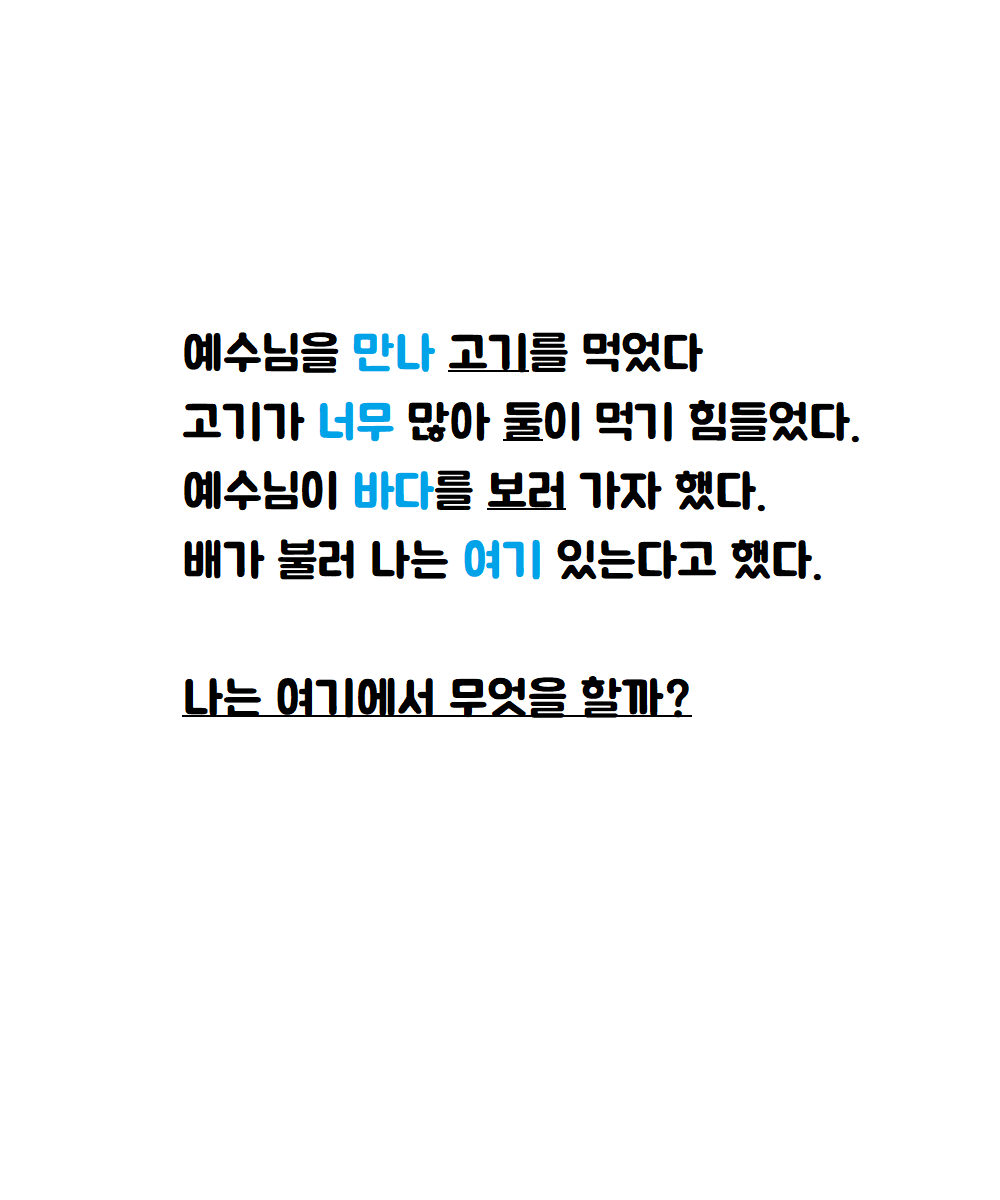 예수님을 만나 고기를 먹었다
고기가 너무 많아 둘이 먹기 힘들었다.
예수님이 바다를 보러 가자 했다.
배가 불러 나는 여기 있는다고 했다.
나는 여기에서 무엇을 할까?